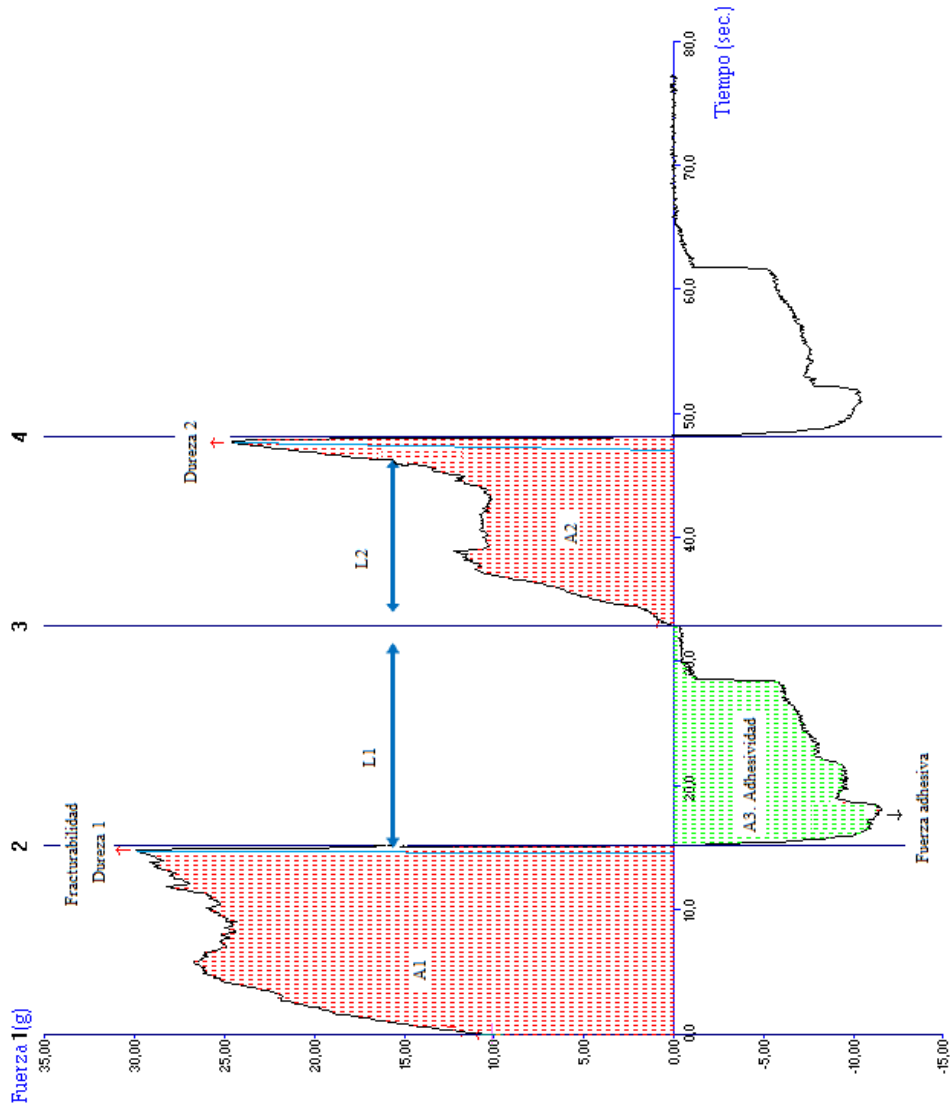 Fuerza (g)
1
2
3
4
Fracturabilidad
Dureza 1
Dureza 2
L1
L2
A1
A2
A3. Adhesividad
Fuerza adhesiva
35,00
30,00
25,00
20,00
15,00
10,00
5,00
0,00
-5,00
-10,00
-15,00
0,0
10,0
20,0
30,0
40,0
50,0
60,0
70,0
80,0
Tiempo (sec.)